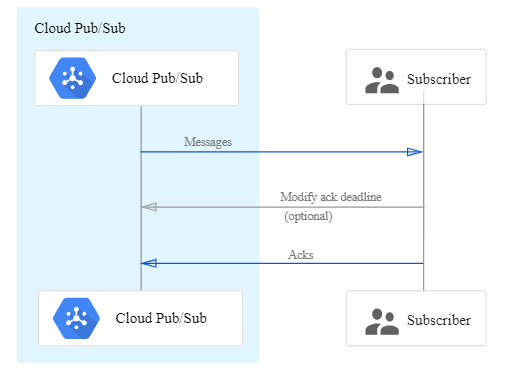 Cloud Pub/Sub
Cloud Pub/Sub
Subscriber
Messages
Modify ack deadline
(optional)
Acks
Cloud Pub/Sub
Subscriber